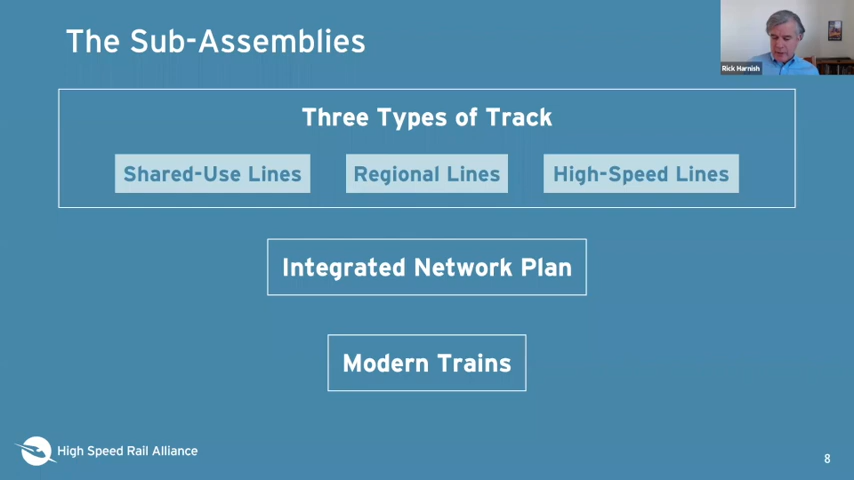 The Sub-Assemblies
Rick Harnish
Three Types of Track
Shared-Use Lines
Regional Lines
High-Speed Lines
Integrated Network Plan
Modern Trains
High Speed Rail Alliance
8